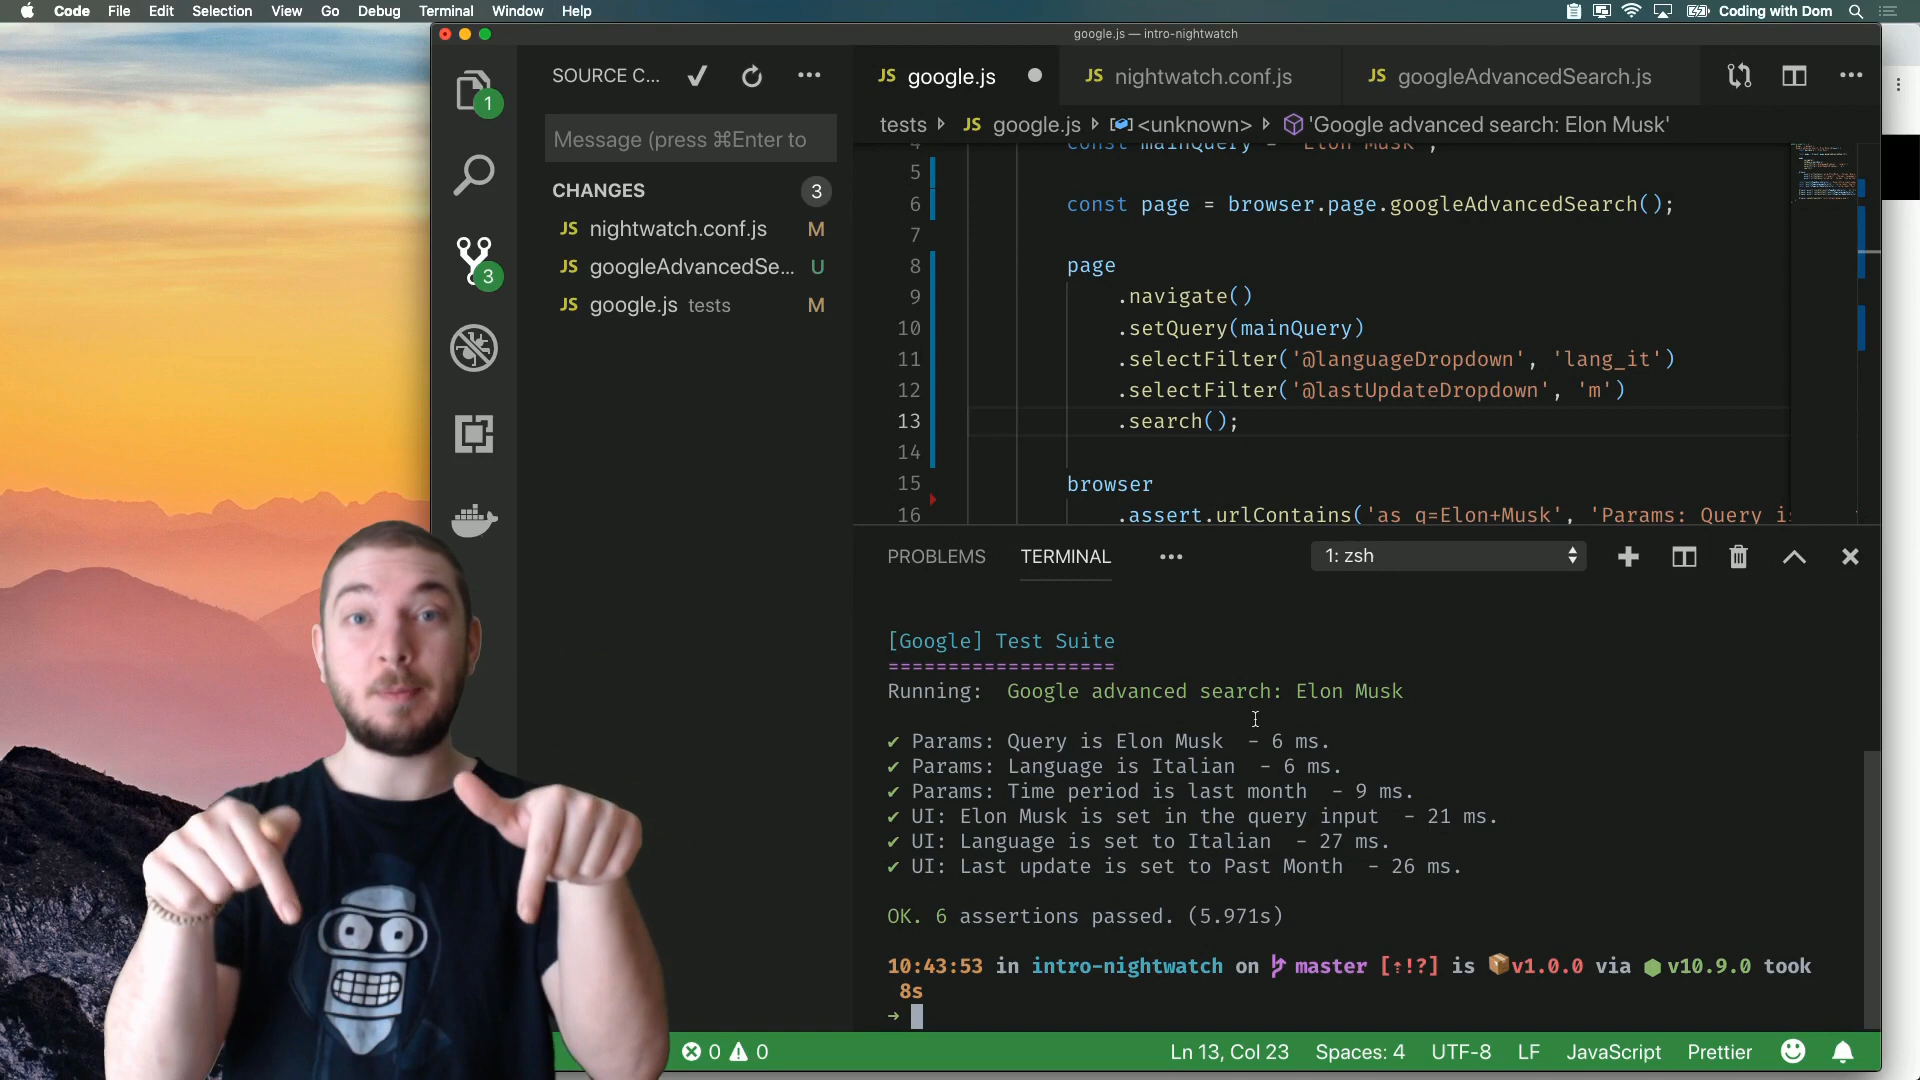 Code File Edit Selection View Go Debug Terminal Window Help
Coding with Dom
google.js — intro-nightwatch
SOURCE C...
JS google.js
JS nightwatch.conf.js
JS googleAdvancedSearch.js
1
Message (press ⌘Enter to
CHANGES 3
JS nightwatch.conf.js M
JS googleAdvancedSe... U
JS google.js tests M
3
tests JS google.js <unknown> 'Google advanced search: Elon Musk'
4 const mainQuery = 'Elon Musk';
5
6 const page = browser.page.googleAdvancedSearch();
7
8 page
9 .navigate()
10 .setQuery(mainQuery)
11 .selectFilter('@languageDropdown', 'lang_it')
12 .selectFilter('@lastUpdateDropdown', 'm')
13 .search();
14
15 browser
16 .assert.urlContains('as_q=Elon+Musk', 'Params: Query i
PROBLEMS TERMINAL
1: zsh
[Google] Test Suite
===================
Running: Google advanced search: Elon Musk
✔ Params: Query is Elon Musk - 6 ms.
✔ Params: Language is Italian - 6 ms.
✔ Params: Time period is last month - 9 ms.
✔ UI: Elon Musk is set in the query input - 21 ms.
✔ UI: Language is set to Italian - 27 ms.
✔ UI: Last update is set to Past Month - 26 ms.
OK. 6 assertions passed. (5.971s)
10:43:53 in intro-nightwatch on master [⇡!?] is 📦v1.0.0 via ⬢ v10.9.0 took
8s
➜
0 0
Ln 13, Col 23 Spaces: 4 UTF-8 LF JavaScript Prettier